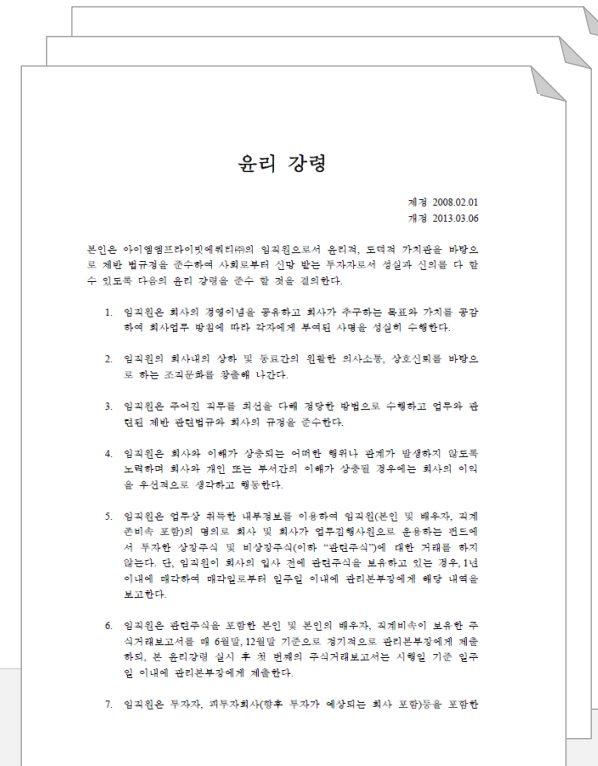 윤리 강령
제정 2008.02.01
개정 2013.03.06
본인은 아이엠엠프라이빗에쿼티㈜의 임직원으로서 윤리적, 도덕적 가치관을 바탕으
로 제반 법규정을 준수하여 사회로부터 신망 받는 투자자로서 성실과 신의를 다 할
수 있도록 다음의 윤리 강령을 준수 할 것을 결의한다.
1. 임직원은 회사의 경영이념을 공유하고 회사가 추구하는 목표와 가치를 공감
하여 회사업무 방침에 따라 각자에게 부여된 사명을 성실히 수행한다.
2. 임직원의 회사내의 상하 및 동료간의 원활한 의사소통, 상호신뢰를 바탕으
로 하는 조직문화를 창출해 나간다.
3. 임직원은 주어진 직무를 최선을 다해 정당한 방법으로 수행하고 업무와 관
련된 제반 관련법규와 회사의 규정을 준수한다.
4. 임직원은 회사와 이해가 상충되는 어떠한 행위나 관계가 발생하지 않도록
노력하며 회사와 개인 또는 부서간의 이해가 상충될 경우에는 회사의 이익
을 우선적으로 생각하고 행동한다.
5. 임직원은 업무상 취득한 내부정보를 이용하여 임직원(본인 및 배우자, 직계
존비속 포함)의 명의로 회사 및 회사가 업무집행사원으로 운용하는 펀드에
서 투자한 상장주식 및 비상장주식(이하 “관련주식”)에 대한 거래를 하지
않는다. 단, 임직원이 회사의 입사 전에 관련주식을 보유하고 있는 경우, 1년
이내에 매각하여 매각일로부터 일주일 이내에 관리본부장에게 해당 내역을
보고한다.
6. 임직원은 관련주식을 포함한 본인 및 본인의 배우자, 직계비속이 보유한 주
식거래보고서를 매 6월말, 12월말 기준으로 정기적으로 관리본부장에게 제출
하되, 본 윤리강령 실시 후 첫 번째의 주식거래보고서는 시행일 기준 일주
일 이내에 관리본부장에게 제출한다.
7. 임직원은 투자자, 피투자회사(향후 투자가 예상되는 회사 포함)등을 포함한